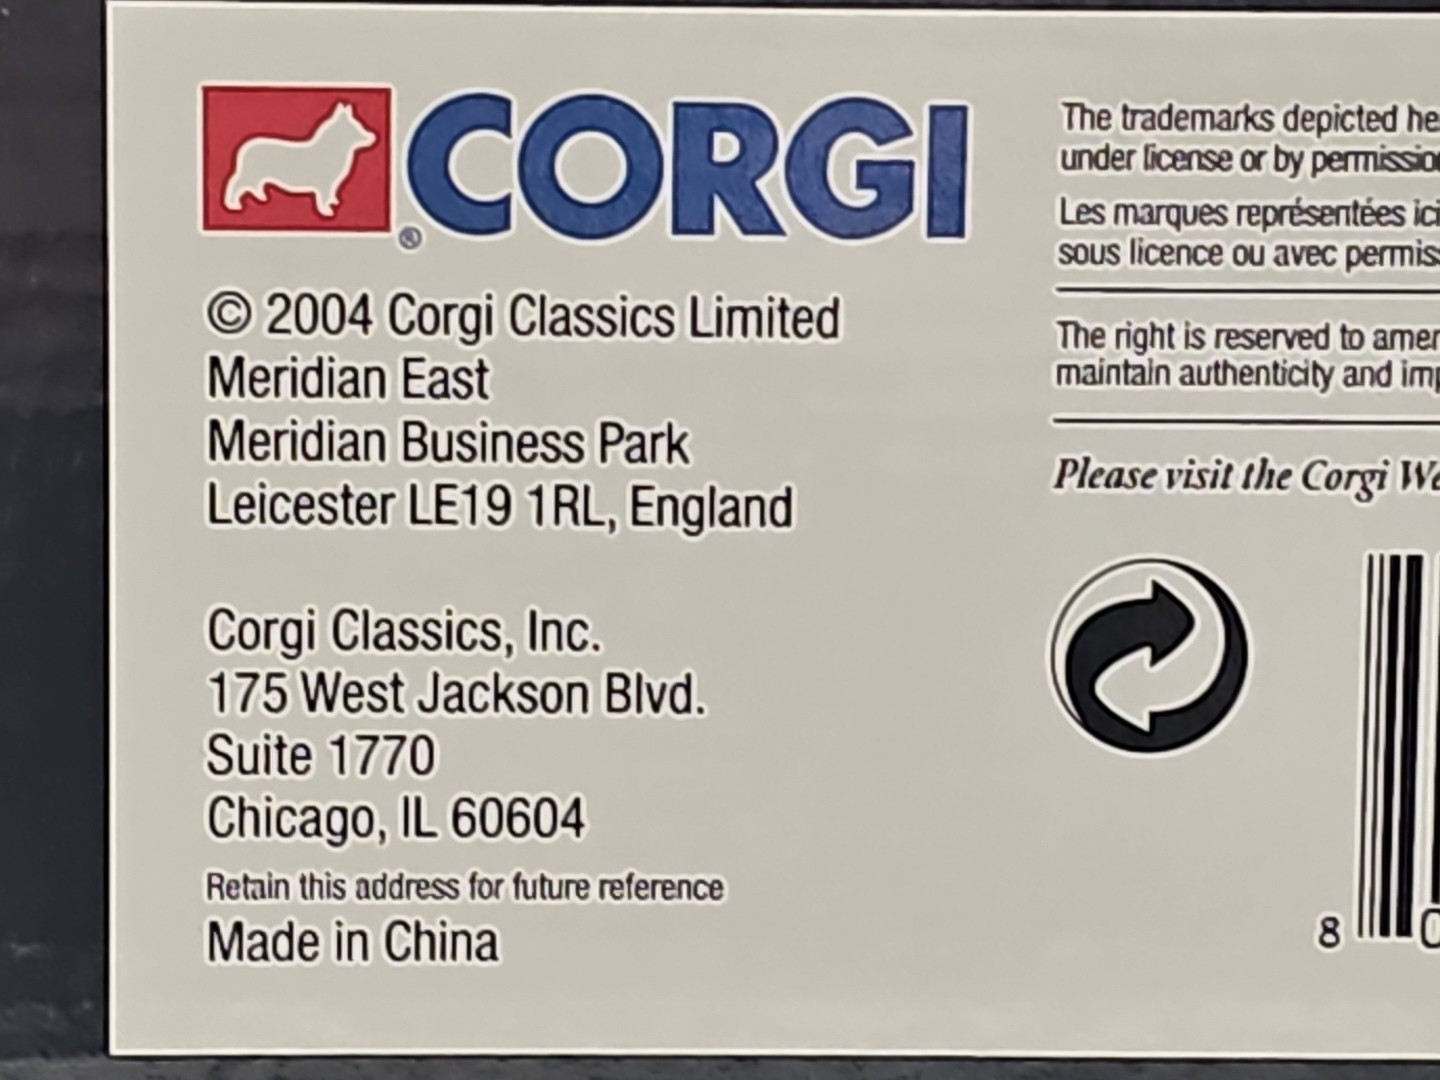 CORGI
®
© 2004 Corgi Classics Limited
Meridian East
Meridian Business Park
Leicester LE19 1RL, England
Corgi Classics, Inc.
175 West Jackson Blvd.
Suite 1770
Chicago, IL 60604
Retain this address for future reference
Made in China
The trademarks depicted
under license or by
Les marques représentées ici
sous licence ou avec
The right is reserved to
maintain authenticity and
Please visit the Corgi
8